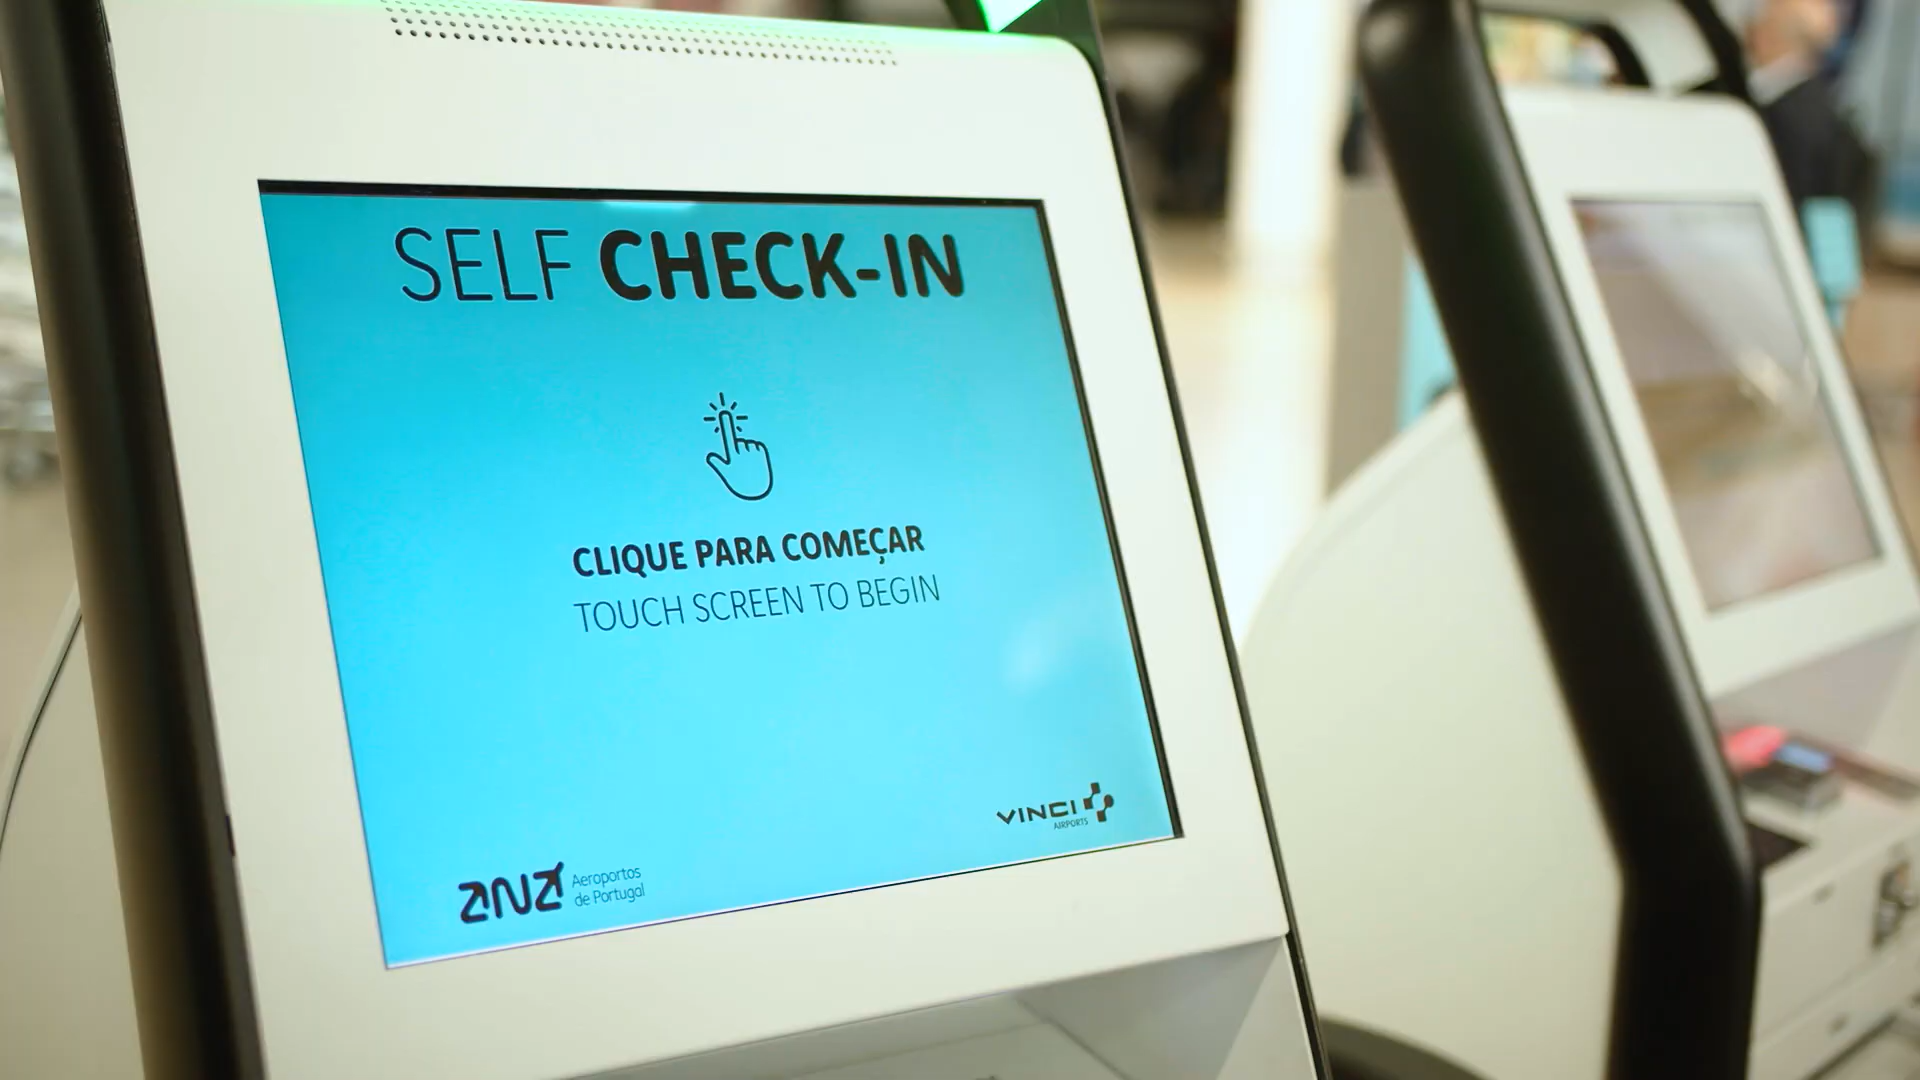 SELF CHECK-IN
CLIQUE PARA COMEÇAR
TOUCH SCREEN TO BEGIN
VINCI
AIRPORTS
ana Aeroportos
de Portugal